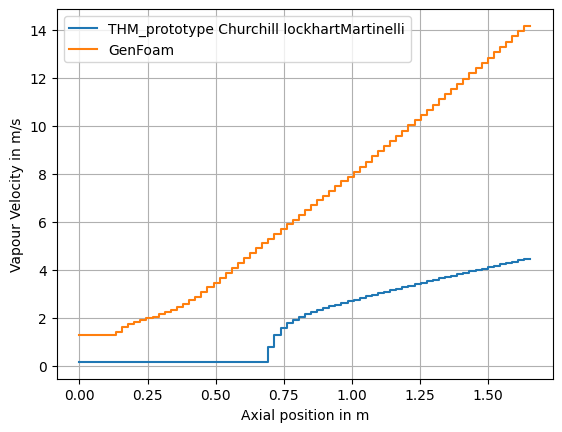 THM_prototype Churchill lockhartMartinelli
GenFoam
Vapour Velocity in m/s
14
12
10
8
6
4
2
0
0.00 0.25 0.50 0.75 1.00 1.25 1.50
Axial position in m